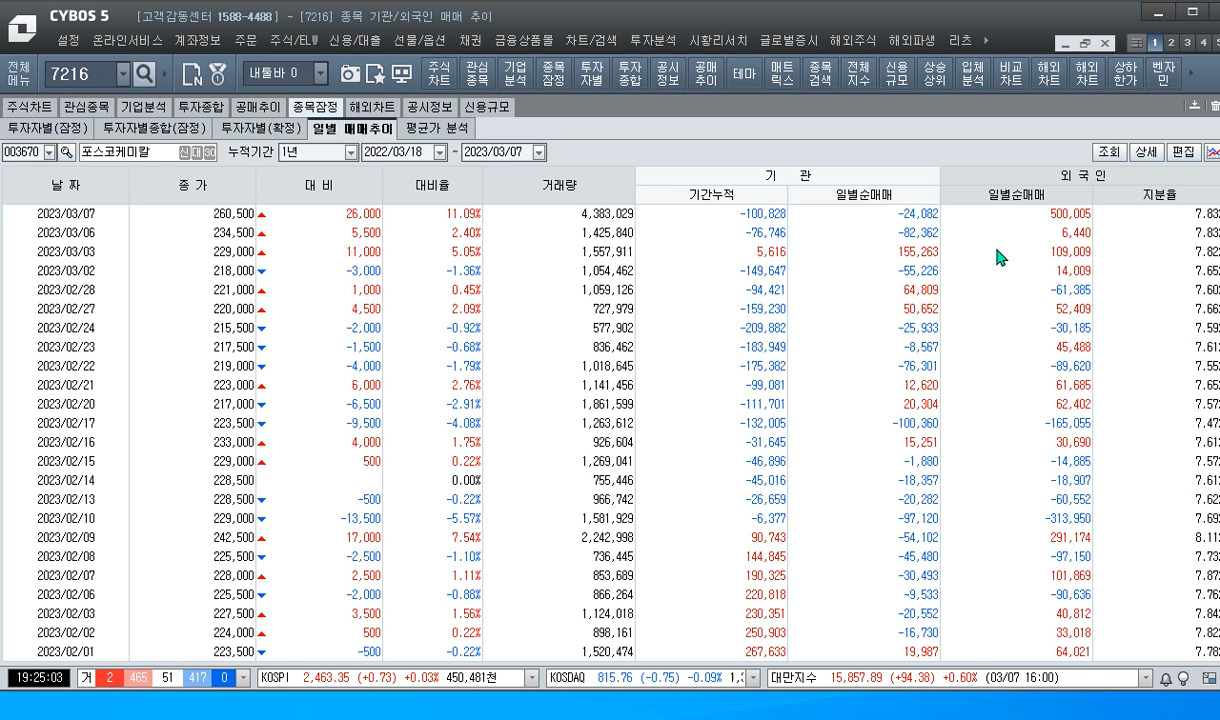 CYBOS 5 [고객감동센터 1588-4488] - [7216] 종목 기관/외국인 매매 추이
설정 온라인서비스 계좌정보 주문 주식/ELW 신용/대출 선물/옵션 채권 금융상품몰 차트/검색 투자분석 시황리서치 글로벌증시 해외주식 해외파생 리츠 1 2 3 4
전체메뉴 7216 내툴바 0 주식차트 관심종목 기업분석 종목잠정 투자자별 투자종합 공시정보 공매추이 테마 매트릭스 종목검색 전체지수 신용규모 상승상위 입체분석 비교차트 해외차트 해외차트 상하한가 벤자민
주식차트 관심종목 기업분석 투자종합 공매추이 종목잠정 해외차트 공시정보 신용규모
투자자별(잠정) 투자자별종합(잠정) 투자자별(확정) 일별 매매추이 평균가 분석
003670 포스코케미칼 신 대 30 누적기간 1년 2022/03/18 ~ 2023/03/07 조회 상세 편집
날 짜 종 가 대 비 대비율 거래량 기 관 외 국 인
기간누적 일별순매매 일별순매매 지분율
2023/03/07 260,500 26,000 11.09% 4,383,029 -100,828 -24,082 500,005 7.83
2023/03/06 234,500 5,500 2.40% 1,425,840 -76,746 -82,362 6,440 7.83
2023/03/03 229,000 11,000 5.05% 1,557,911 5,616 155,263 109,009 7.82
2023/03/02 218,000 -3,000 -1.36% 1,054,462 -149,647 -55,226 14,009 7.65
2023/02/28 221,000 1,000 0.45% 1,059,126 -94,421 64,809 -61,385 7.60
2023/02/27 220,000 4,500 2.09% 727,979 -159,230 50,652 52,409 7.66
2023/02/24 215,500 -2,000 -0.92% 577,902 -209,882 -25,933 -30,185 7.59
2023/02/23 217,500 -1,500 -0.68% 836,462 -183,949 -8,567 45,488 7.61
2023/02/22 219,000 -4,000 -1.79% 1,018,645 -175,382 -76,301 -89,620 7.55
2023/02/21 223,000 6,000 2.76% 1,141,456 -99,081 12,620 61,685 7.65
2023/02/20 217,000 -6,500 -2.91% 1,861,599 -111,701 20,304 62,402 7.57
2023/02/17 223,500 -9,500 -4.08% 1,263,612 -132,005 -100,360 -165,055 7.47
2023/02/16 233,000 4,000 1.75% 926,604 -31,645 15,251 30,690 7.61
2023/02/15 229,000 500 0.22% 1,269,041 -46,896 -1,880 -14,885 7.57
2023/02/14 228,500 0.00% 755,446 -45,016 -18,357 -18,907 7.61
2023/02/13 228,500 -500 -0.22% 966,742 -26,659 -20,282 -60,552 7.62
2023/02/10 229,000 -13,500 -5.57% 1,581,929 -6,377 -97,120 -313,950 7.69
2023/02/09 242,500 17,000 7.54% 2,242,998 90,743 -54,102 291,174 8.11
2023/02/08 225,500 -2,500 -1.10% 736,445 144,845 -45,480 -97,150 7.73
2023/02/07 228,000 2,500 1.11% 853,689 190,325 -30,493 101,869 7.87
2023/02/06 225,500 -2,000 -0.88% 866,264 220,818 -9,533 -90,636 7.76
2023/02/03 227,500 3,500 1.56% 1,124,018 230,351 -20,552 40,812 7.84
2023/02/02 224,000 500 0.22% 898,161 250,903 -16,730 33,018 7.82
2023/02/01 223,500 -500 -0.22% 1,520,474 267,633 19,987 64,021 7.78
19:25:03 거 2 465 51 417 0 KOSPI 2,463.35 (+0.73) +0.03% 450,481천 KOSDAQ 815.76 (-0.75) -0.09% 대만지수 15,857.89 (+94.38) +0.60% (03/07 16:00)